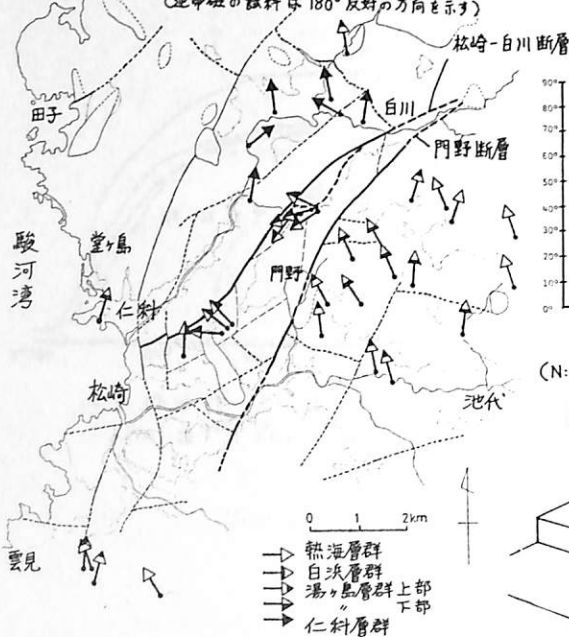 (逆帯磁の試料は180°反対の方向を示す)
松崎-白川断層
田子
白川
門野断層
90°
80°
70°
60°
50°
40°
30°
20°
10°
0°
駿河湾
堂ヶ島
仁科
門野
(N:
松崎
池代
0 1 2km
雲見
熱海層群
白浜層群
湯ヶ島層群上部
〃 下部
仁科層群